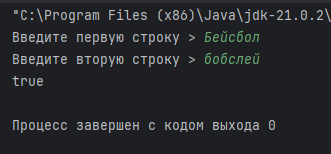 "C:\Program Files (x86)\Java\jdk-21.0.2\
Введите первую строку > Бейсбол
Введите вторую строку > бобслей
true
Процесс завершен с кодом выхода 0